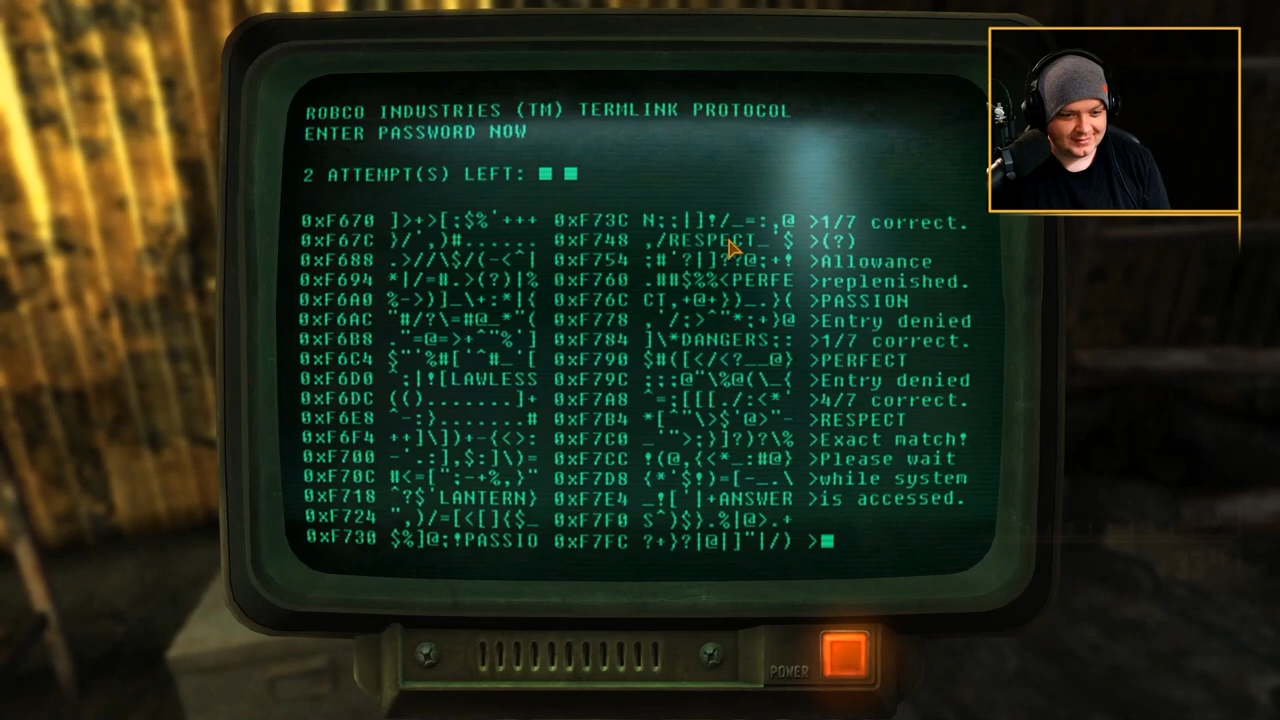 ROBCO INDUSTRIES (TM) TERMLINK PROTOCOL
ENTER PASSWORD NOW
2 ATTEMPT(S) LEFT: ■ ■
0xF670 ]>+>[;$%'+++ 0xF73C N;;|]!/_=:,@ >1/7 correct.
0xF67C }/',)#...... 0xF748 ,/RESPECT_ $ >(?)
0xF688 .>//\$/(-<^| 0xF754 ;#'?|]??@;+! >Allowance
0xF694 *|/=#.>(?)|% 0xF760 .##$%%<PERFE >replenished.
0xF6A0 %->)]_\+:*|{ 0xF76C CT,+@+})_.}( >PASSION
0xF6AC "#/?\=#@_*"{ 0xF778 ,'/;>^"*;+}@ >Entry denied
0xF6B8 .“=@=>+^"%'] 0xF784 ]\*DANGERS;: >1/7 correct.
0xF6C4 $"'%#['^#_'[ 0xF790 $#([</<?__@} >PERFECT
0xF6D0 ^;|![LAWLESS 0xF79C ;:;@"\%@(\_{ >Entry denied
0xF6DC (().......]+ 0xF7A8 ^=;[[[./:<*' >4/7 correct.
0xF6E8 ^-:}.......# 0xF7B4 *[^"\>$'@>"- >RESPECT
0xF6F4 ++]\])+-{<>: 0xF7C0 _'">;}]?)?\% >Exact match!
0xF700 -'.:],$:]\)= 0xF7CC !(@,{<*_:#@} >Please wait
0xF70C #<=[";-+%,}" 0xF7D8 {*'$!)=[-_.\ >while system
0xF718 ^?$'LANTERN} 0xF7E4 _!['|+ANSWER >is accessed.
0xF724 ",)/=[<[]{$_ 0xF7F0 S^)$}.%|@>.+
0xF730 $%]@;!PASSIO 0xF7FC ?+}?|@|]"|/) >■
POWER